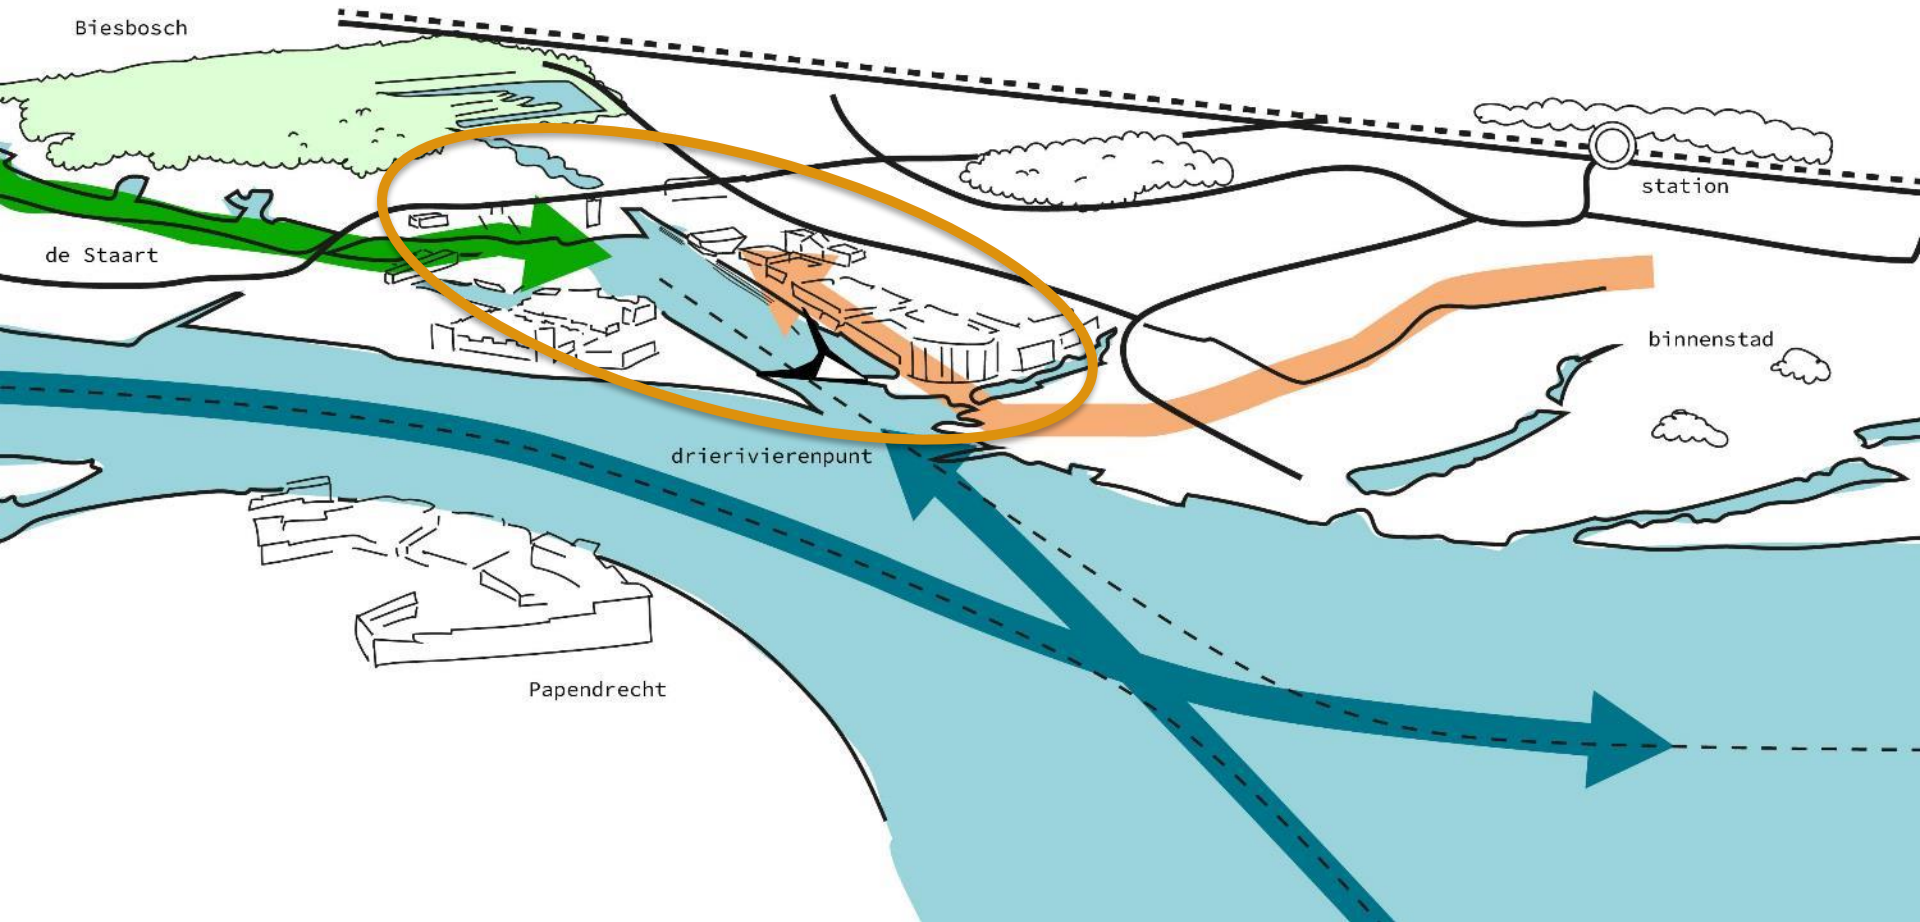 Biesbosch
station
de Staart
binnenstad
drierivierenpunt
Papendrecht